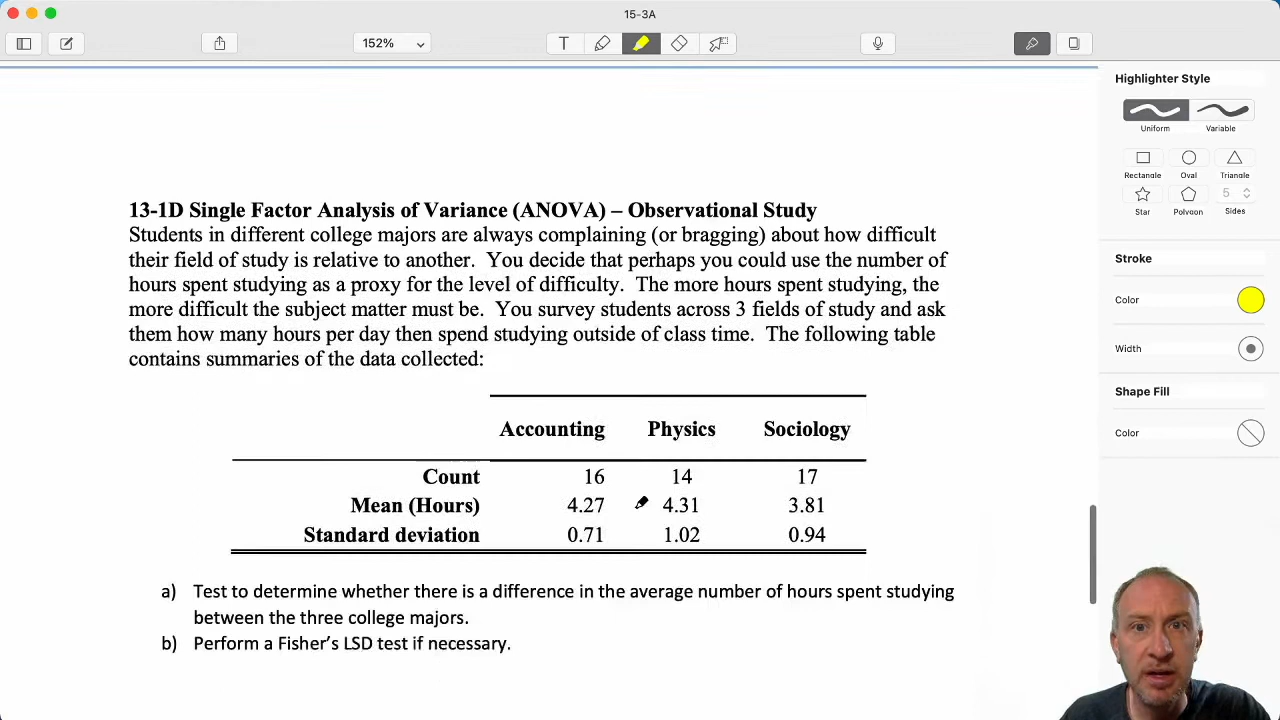 15-3A
152%
T
Highlighter Style
Uniform Variable
Rectangle Oval Triangle
5
Star Polygon Sides
Stroke
Color
Width
Shape Fill
Color
13-1D Single Factor Analysis of Variance (ANOVA) – Observational Study
Students in different college majors are always complaining (or bragging) about how difficult
their field of study is relative to another.  You decide that perhaps you could use the number of
hours spent studying as a proxy for the level of difficulty.  The more hours spent studying, the
more difficult the subject matter must be.  You survey students across 3 fields of study and ask
them how many hours per day then spend studying outside of class time.  The following table
contains summaries of the data collected:
Accounting Physics Sociology
Count 16 14 17
Mean (Hours) 4.27 4.31 3.81
Standard deviation 0.71 1.02 0.94
a) Test to determine whether there is a difference in the average number of hours spent studying
between the three college majors.
b) Perform a Fisher's LSD test if necessary.